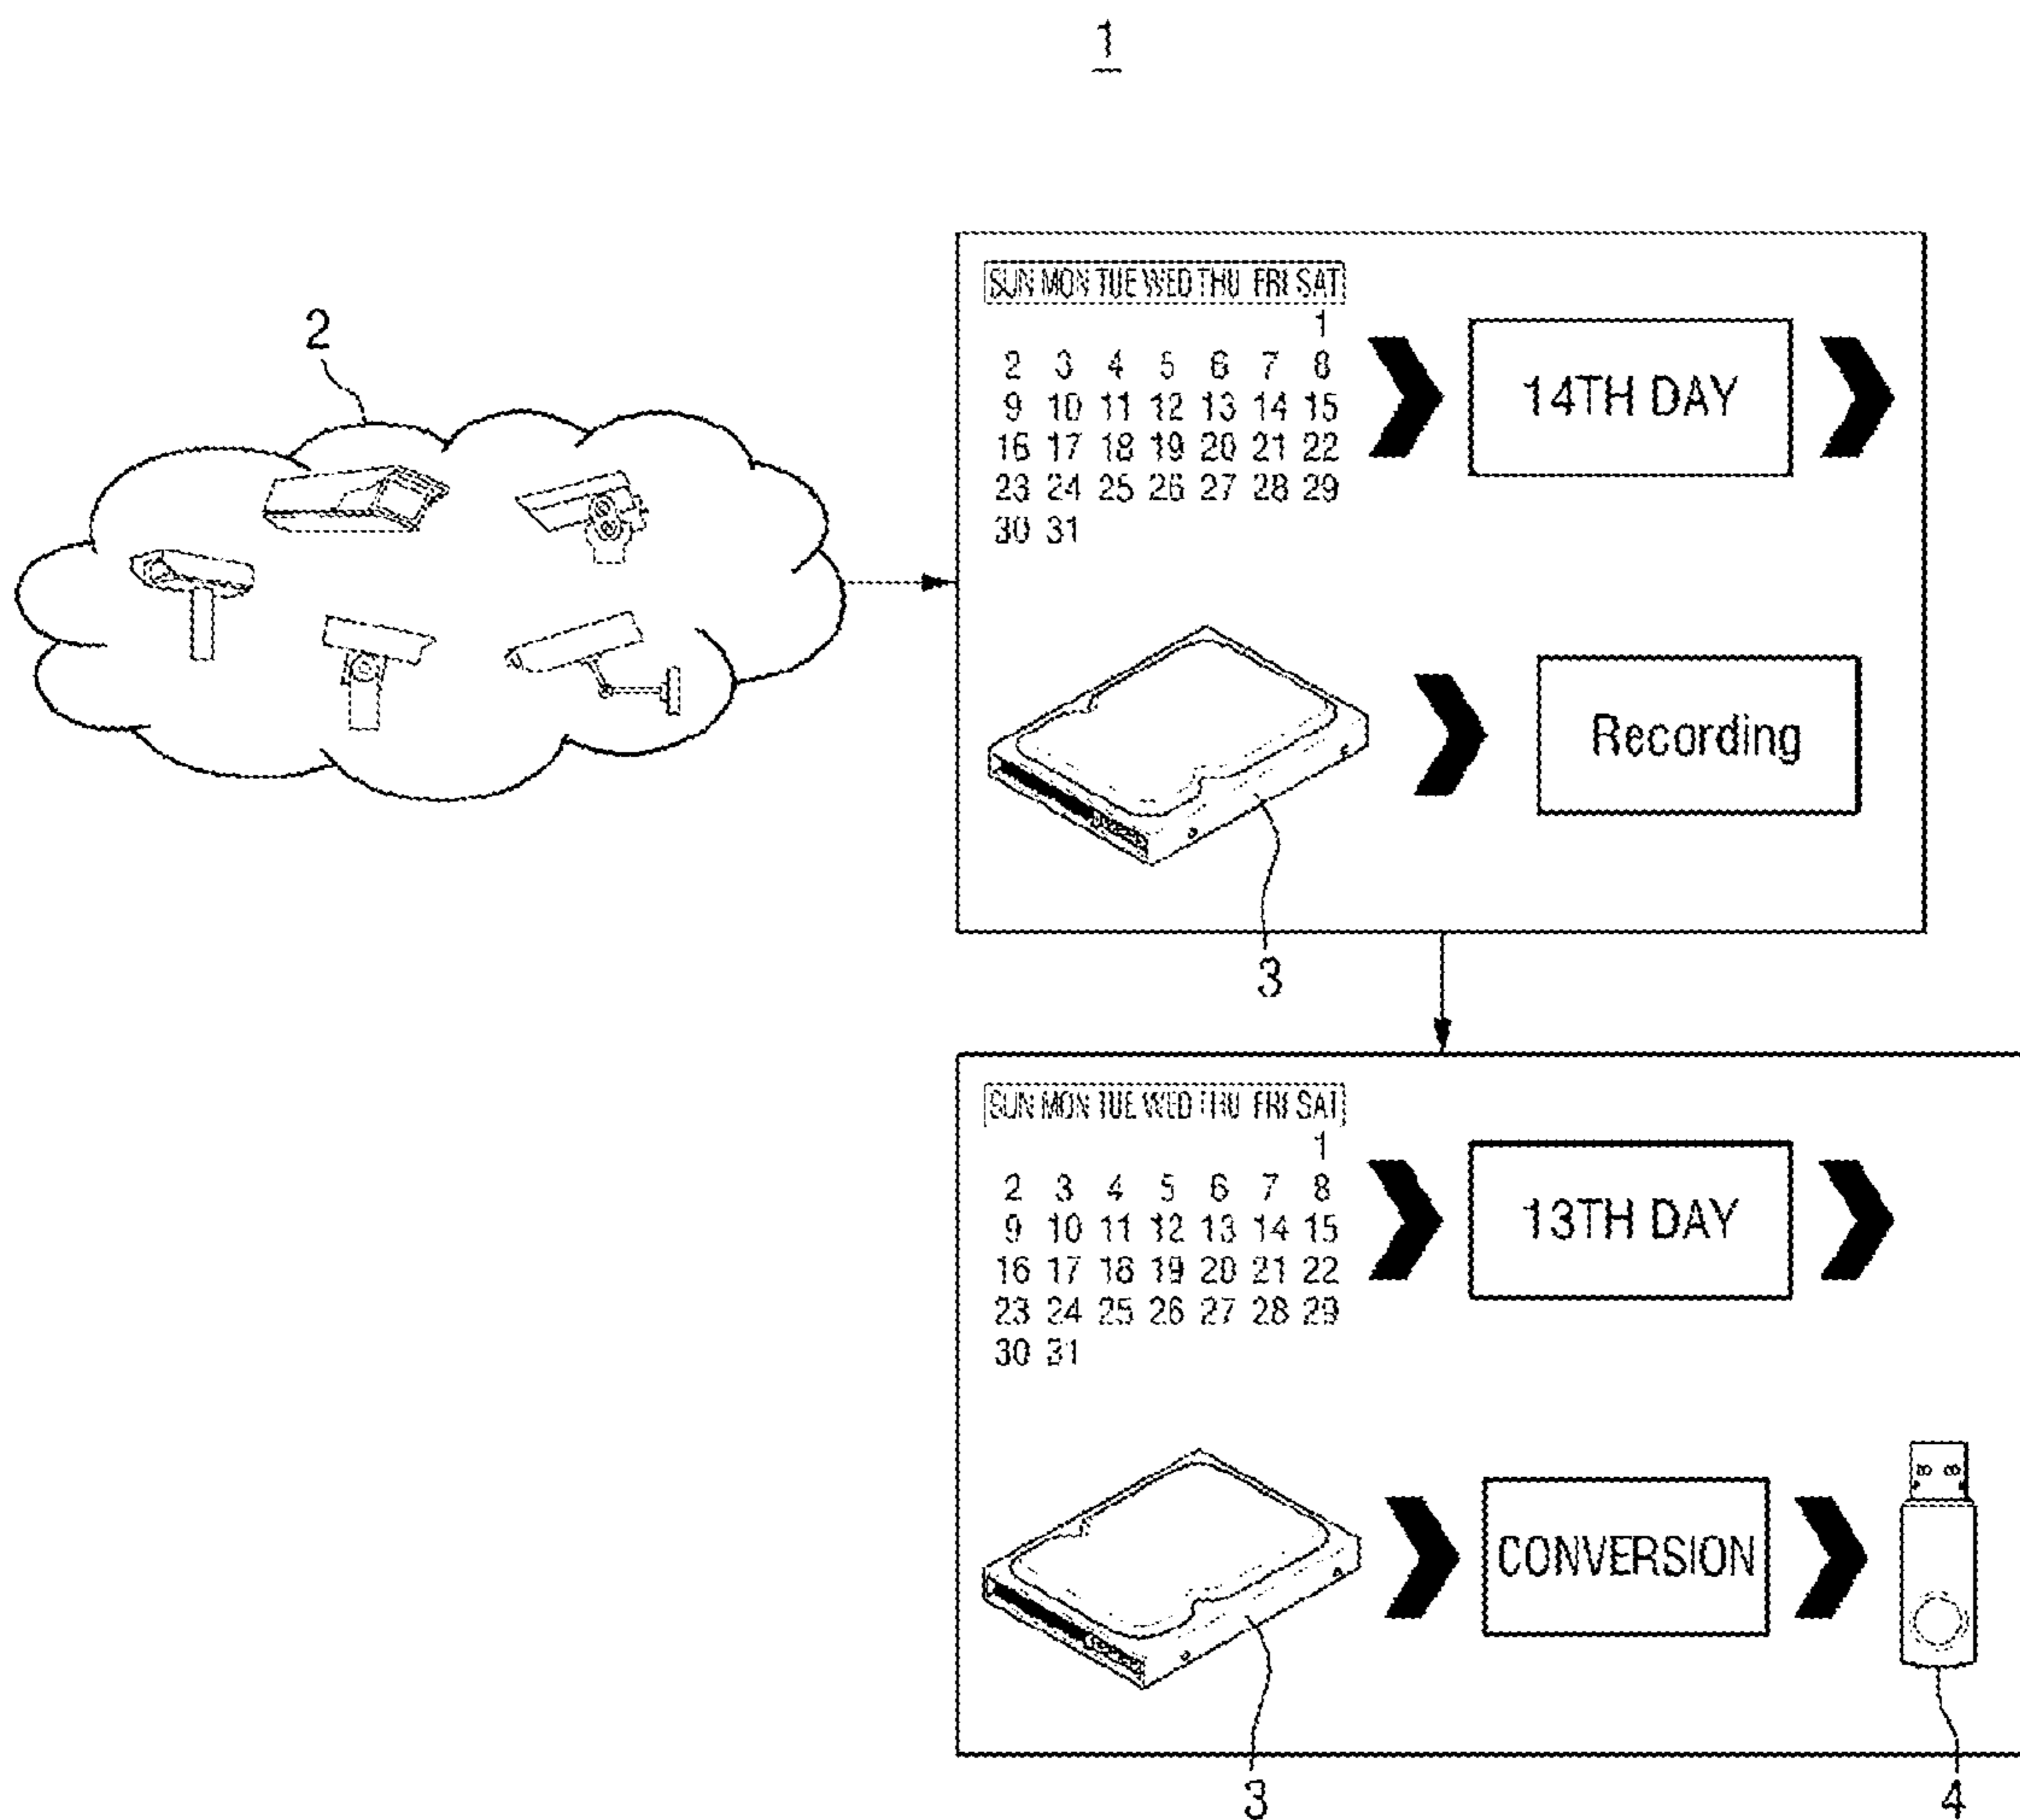 1
2
SUN MON TUE WED THU FRI SAT
1
2 3 4 5 6 7 8
9 10 11 12 13 14 15
16 17 18 19 20 21 22
23 24 25 26 27 28 29
30 31
14TH DAY
Recording
3
SUN MON TUE WED THU FRI SAT
1
2 3 4 5 6 7 8
9 10 11 12 13 14 15
16 17 18 19 20 21 22
23 24 25 26 27 28 29
30 31
13TH DAY
CONVERSION
3
4